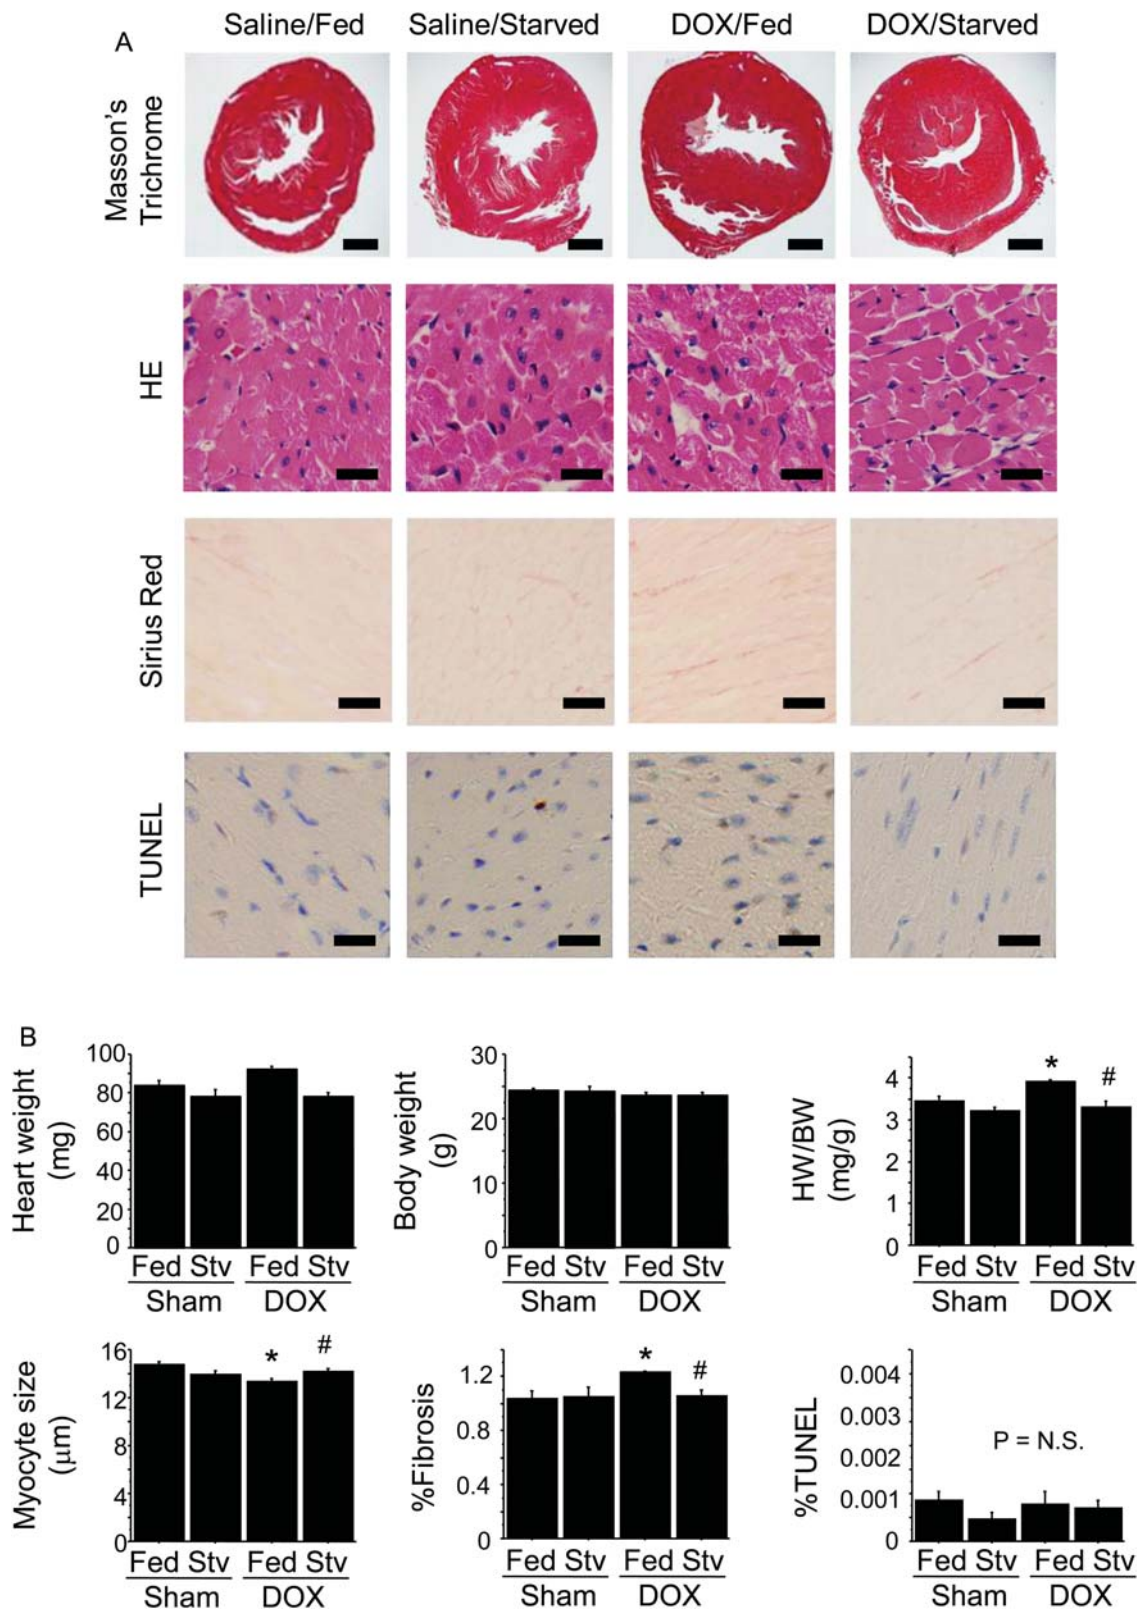 A
Saline/Fed Saline/Starved DOX/Fed DOX/Starved
Masson's
Trichrome
HE
Sirius Red
TUNEL
B
Heart weight
(mg)
100
80
60
40
20
0
Fed Stv Fed Stv
Sham DOX
Body weight
(g)
30
20
10
0
Fed Stv Fed Stv
Sham DOX
HW/BW
(mg/g)
4
3
2
1
0
* #
Fed Stv Fed Stv
Sham DOX
Myocyte size
(μm)
16
12
8
4
0
* #
Fed Stv Fed Stv
Sham DOX
%Fibrosis
1.2
0.8
0.4
0
* #
Fed Stv Fed Stv
Sham DOX
%TUNEL
0.004
0.003
0.002
0.001
0
P = N.S.
Fed Stv Fed Stv
Sham DOX